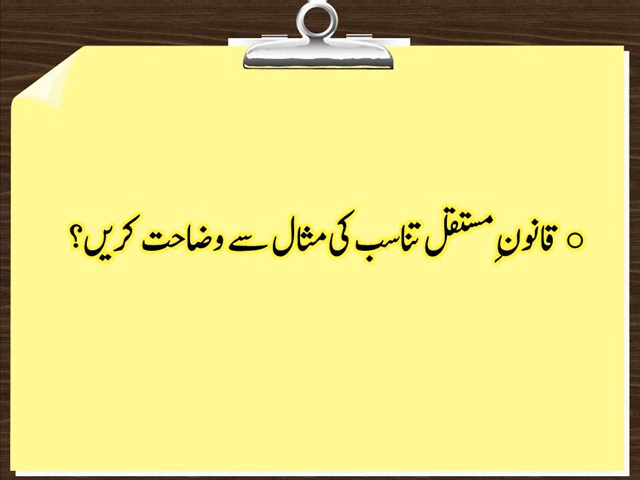 ○ قانونِ مستقل تناسب کی مثال سے وضاحت کریں؟